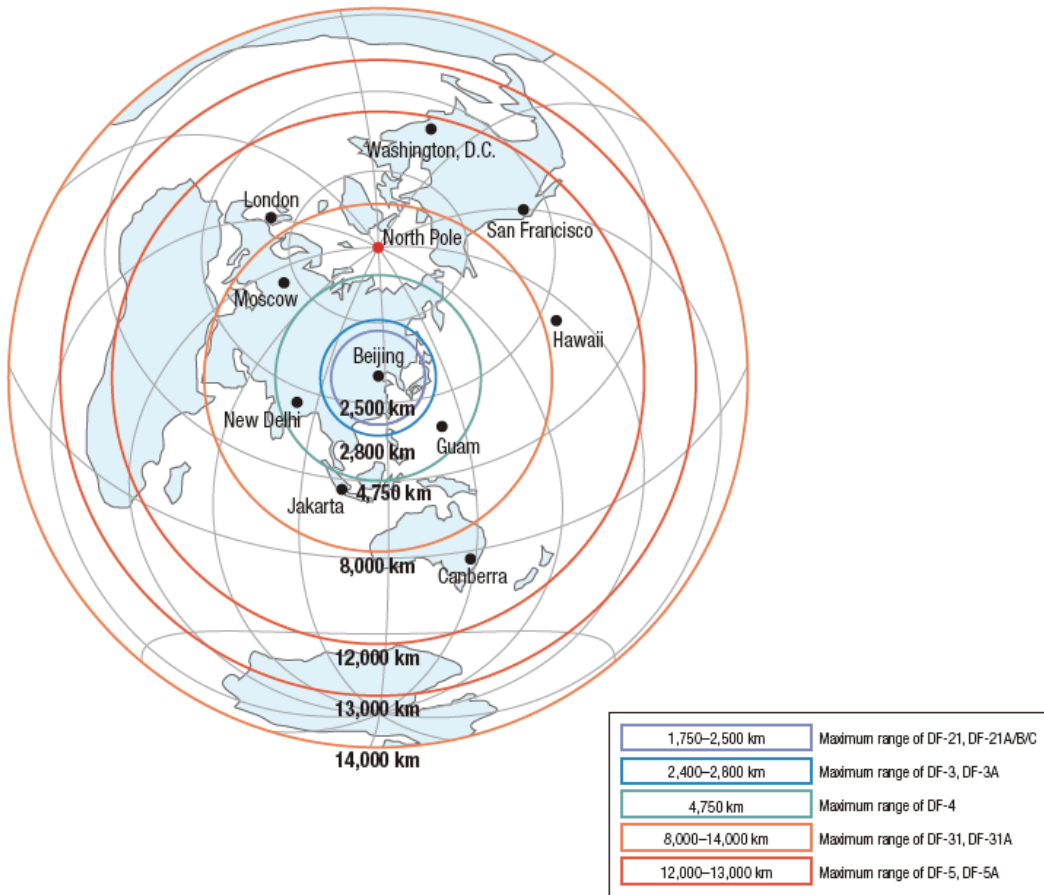 Washington, D.C.
London
San Francisco
North Pole
Moscow
Hawaii
Beijing
2,500 km
New Delhi
Guam
2,800 km
4,750 km
Jakarta
8,000 km
Canberra
12,000 km
13,000 km
14,000 km
1,750–2,500 km Maximum range of DF-21, DF-21A/B/C
2,400–2,800 km Maximum range of DF-3, DF-3A
4,750 km Maximum range of DF-4
8,000–14,000 km Maximum range of DF-31, DF-31A
12,000–13,000 km Maximum range of DF-5, DF-5A